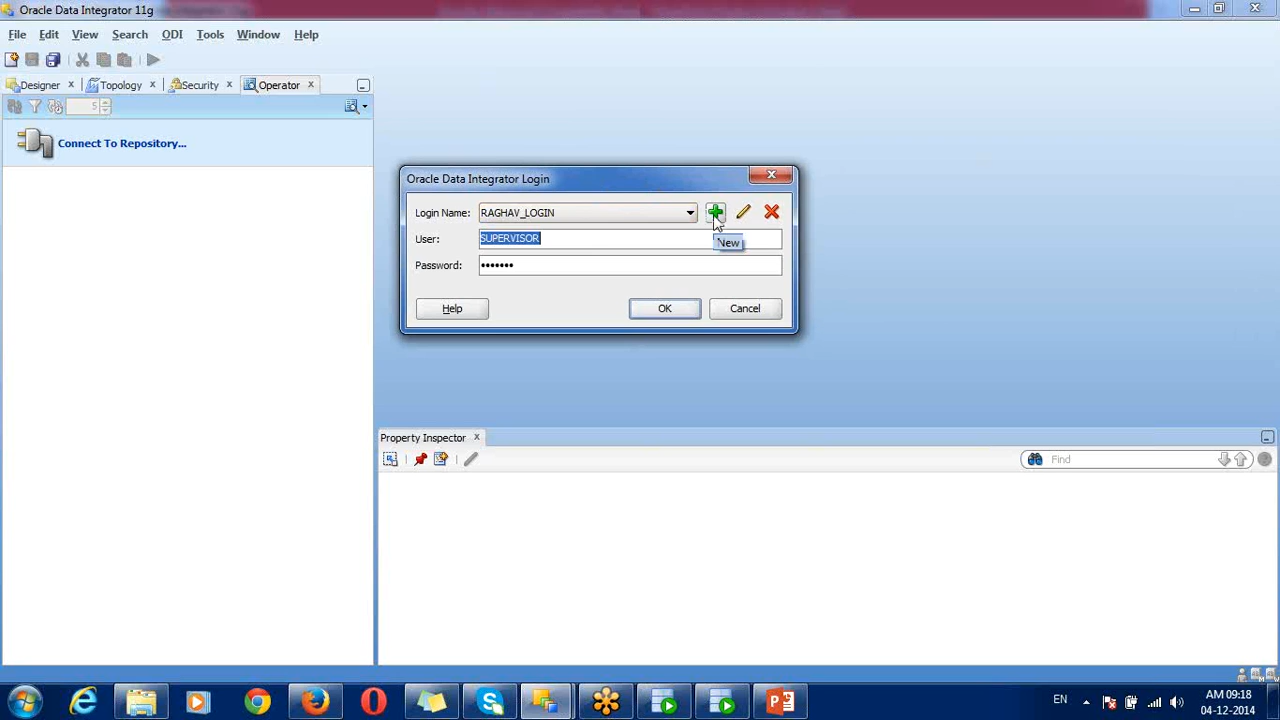 Oracle Data Integrator 11g
File Edit View Search ODI Tools Window Help
Designer Topology Security Operator
5
Connect To Repository...
Oracle Data Integrator Login
Login Name: RAGHAV_LOGIN
User: SUPERVISOR
New
Password: •••••••
Help OK Cancel
Property Inspector
Find
EN AM 09:18
04-12-2014